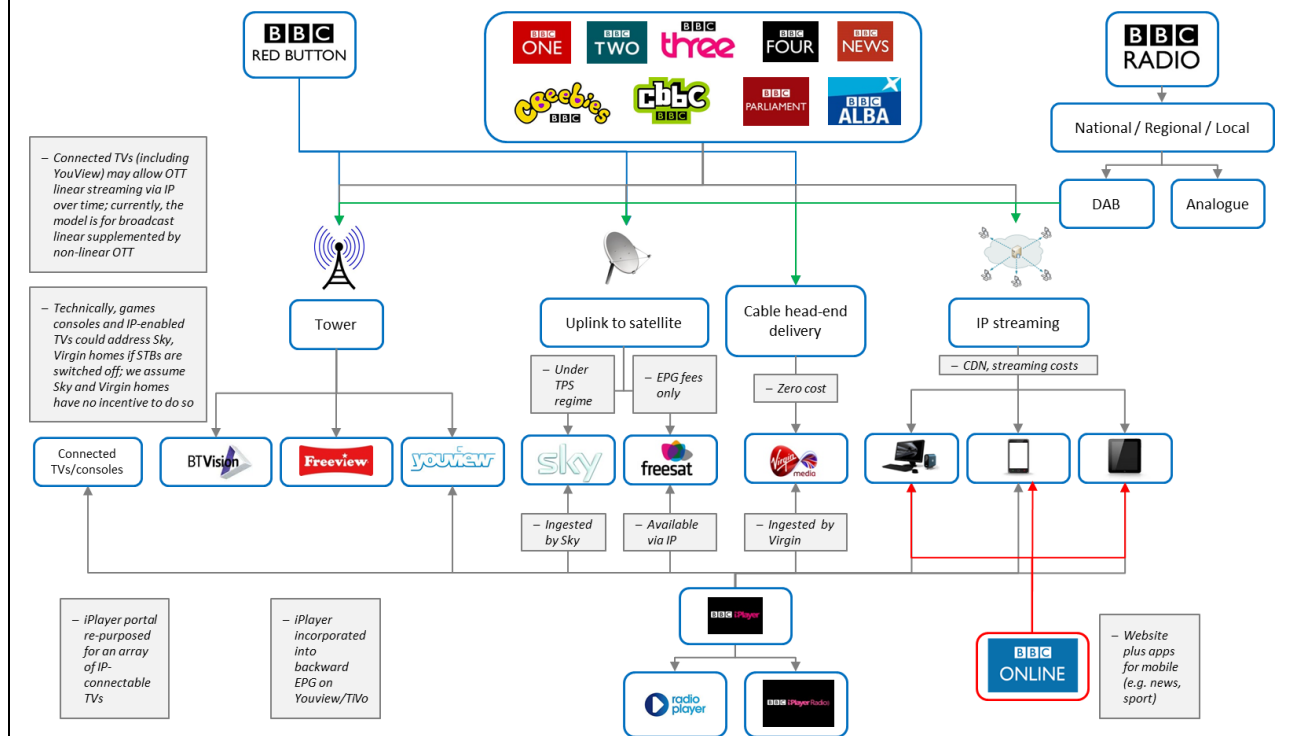 BBC
RED BUTTON
BBC
ONE
BBC
TWO
BBC
three
BBC
FOUR
BBC
NEWS
CBeebies
BBC
cbbc
BBC
BBC
PARLIAMENT
BBC
ALBA
BBC
RADIO
National / Regional / Local
DAB
Analogue
– Connected TVs (including
YouView) may allow OTT
linear streaming via IP
over time; currently, the
model is for broadcast
linear supplemented by
non-linear OTT
– Technically, games
consoles and IP-enabled
TVs could address Sky,
Virgin homes if STBs are
switched off; we assume
Sky and Virgin homes
have no incentive to do so
Tower
Uplink to satellite
Cable head-end
delivery
IP streaming
– Under
TPS
regime
– EPG fees
only
– Zero cost
– CDN, streaming costs
Connected
TVs/consoles
BTVision
Freeview
youview
sky
freesat
Virgin
media
– Ingested
by Sky
– Available
via IP
– Ingested by
Virgin
– iPlayer portal
re-purposed
for an array
of IP-
connectable
TVs
– iPlayer
incorporated
into
backward
EPG on
Youview/TiVo
BBC iPlayer
radio
player
BBC iPlayer Radio
BBC
ONLINE
– Website
plus apps
for mobile
(e.g. news,
sport)